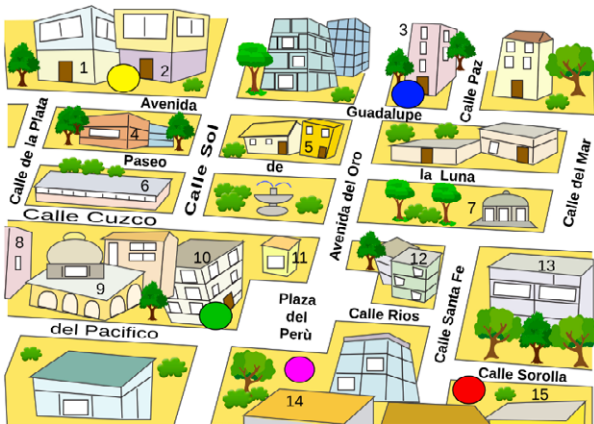 3
1
2
Avenida
Guadalupe
Calle Paz
Calle de la Plata
4
Calle Sol
5
Paseo
de
la Luna
6
Avenida del Oro
Calle del Mar
7
Calle Cuzco
8
9
10
11
12
13
Plaza
del
Perù
Calle Rios
Calle Santa Fe
del Pacifico
Calle Sorolla
14
15